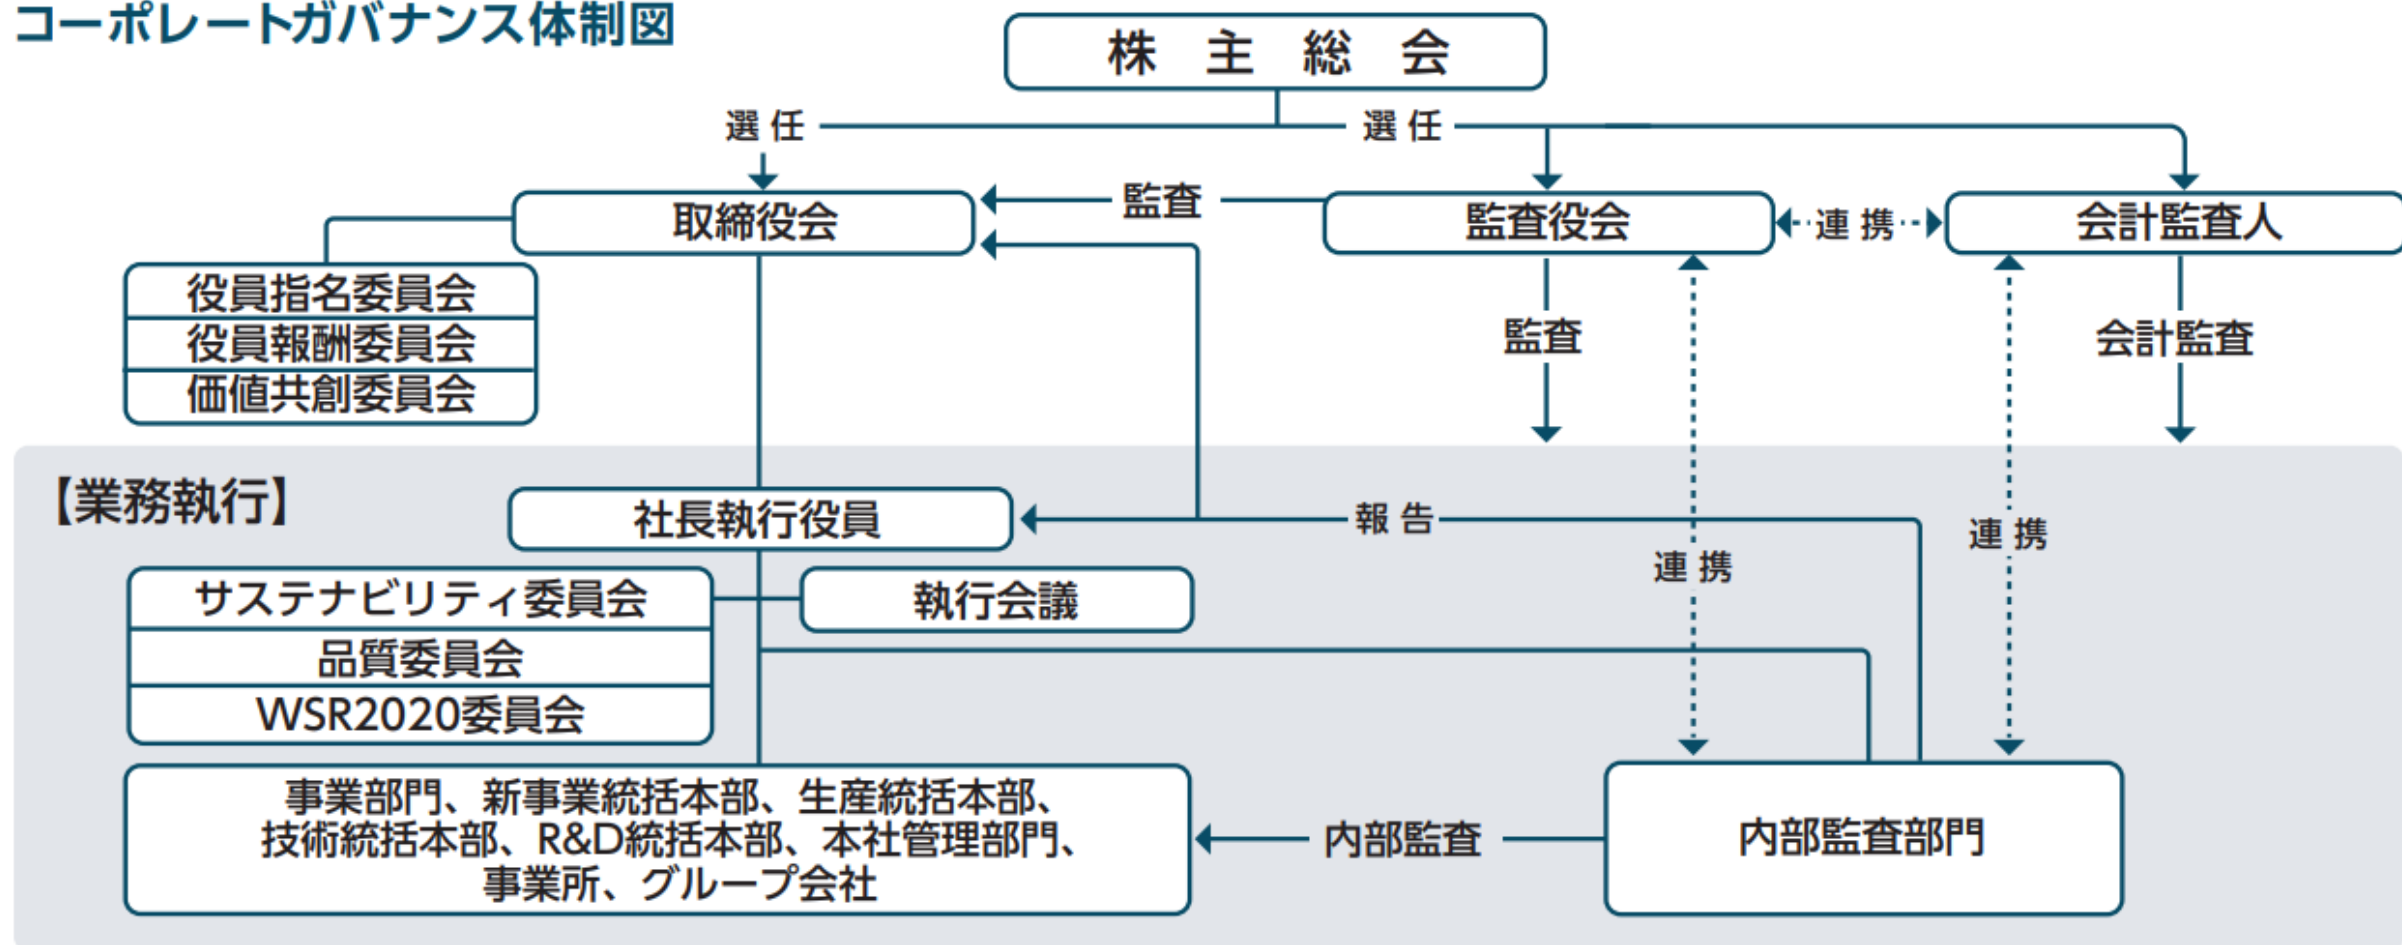 コーポレートガバナンス体制図
株 主 総 会
選 任
選 任
取締役会
監査
監査役会
連 携
会計監査人
役員指名委員会
役員報酬委員会
価値共創委員会
監査
会計監査
【業務執行】
社長執行役員
報 告
連 携
連 携
サステナビリティ委員会
執行会議
品質委員会
WSR2020委員会
事業部門、新事業統括本部、生産統括本部、
技術統括本部、R&D統括本部、本社管理部門、
事業所、グループ会社
内部監査
内部監査部門